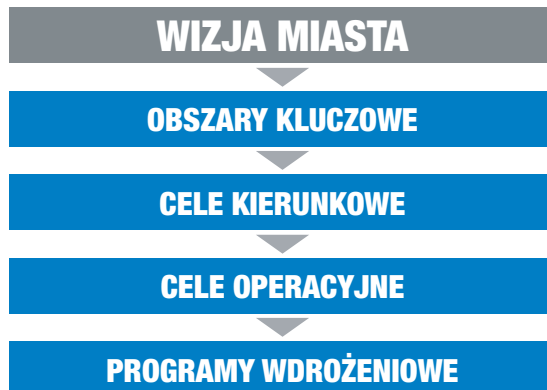 WIZJA MIASTA
OBSZARY KLUCZOWE
CELE KIERUNKOWE
CELE OPERACYJNE
PROGRAMY WDROŻENIOWE